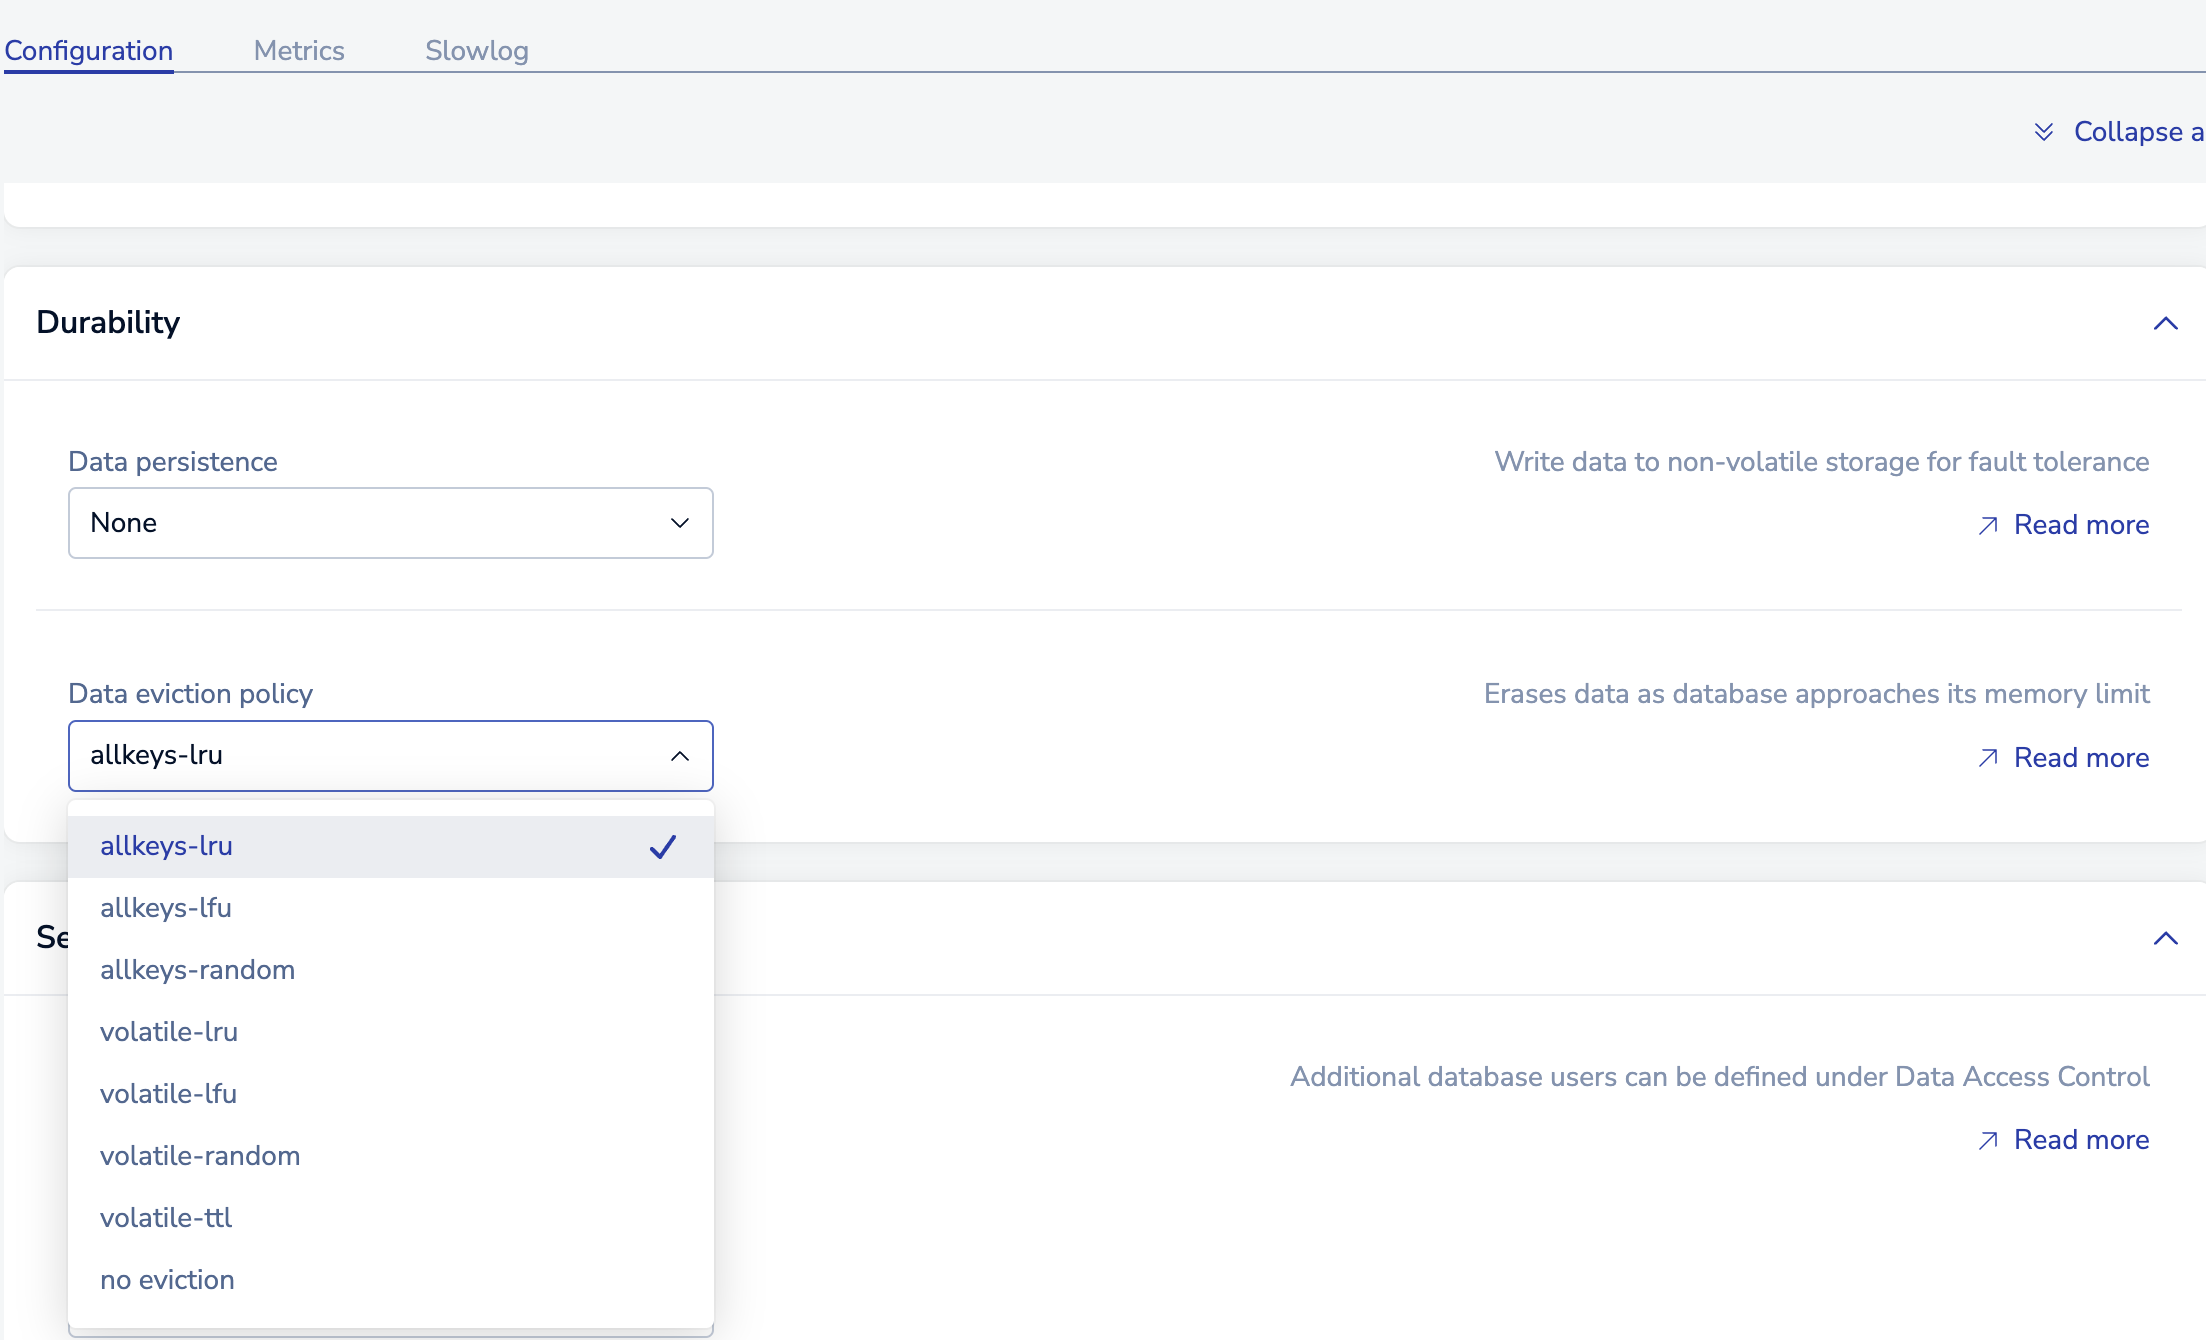 Configuration
Metrics
Slowlog
Collapse a
Durability
Data persistence
None
Write data to non-volatile storage for fault tolerance
Read more
Data eviction policy
allkeys-lru
Erases data as database approaches its memory limit
Read more
allkeys-lru
allkeys-lfu
allkeys-random
volatile-lru
volatile-lfu
volatile-random
volatile-ttl
no eviction
Se
Additional database users can be defined under Data Access Control
Read more